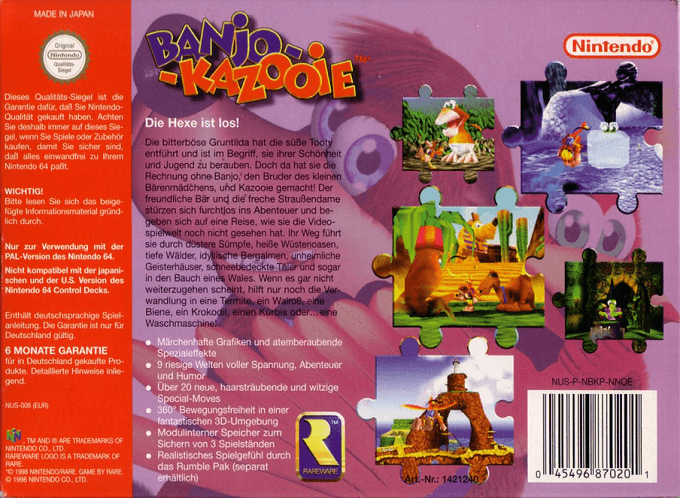 MADE IN JAPAN
Original
Nintendo
Qualitäts-
Siegel
Dieses Qualitäts-Siegel ist die
Garantie dafür, daß Sie Nintendo-
Qualität gekauft haben. Achten
Sie deshalb immer auf dieses Sie-
gel, wenn Sie Spiele oder Zubehör
kaufen, damit Sie sicher sind,
daß alles einwandfrei zu Ihrem
Nintendo 64 paßt.
WICHTIG!
Bitte lesen Sie sich das beige-
fügte Informationsmaterial gründ-
lich durch.
Nur zur Verwendung mit der
PAL-Version des Nintendo 64.
Nicht kompatibel mit der japani-
schen und der U.S. Version des
Nintendo 64 Control Decks.
Enthält deutschsprachige Spiel-
anleitung. Die Garantie ist nur für
Deutschland gültig.
6 MONATE GARANTIE
für in Deutschland gekaufte Pro-
dukte. Detaillierte Hinweise inlie-
gend.
NUS-006 (EUR)
, TM AND ® ARE TRADEMARKS OF
NINTENDO CO., LTD.
RAREWARE LOGO IS A TRADEMARK OF
RARE.
© 1998 NINTENDO/RARE. GAME BY RARE.
© 1998 NINTENDO CO., LTD.
BANJO-
-KAZOOIE™
Die Hexe ist los!
Die bitterböse Gruntilda hat die süße Tooty
entführt und ist im Begriff, sie ihrer Schönheit
und Jugend zu berauben. Doch da hat sie die
Rechnung ohne Banjo, den Bruder des kleinen
Bärenmädchens, und Kazooie gemacht! Der
freundliche Bär und die freche Straußendame
stürzen sich furchtlos ins Abenteuer und be-
geben sich auf eine Reise, wie sie die Video-
spielwelt noch nicht gesehen hat. Ihr Weg führt
sie durch düstere Sümpfe, heiße Wüstenoasen,
tiefe Wälder, idyllische Bergalmen, unheimliche
Geisterhäuser, schneebedeckte Täler und sogar
in den Bauch eines Wales. Wenn es gar nicht
weiterzugehen scheint, hilft nur noch die Ver-
wandlung in eine Termite, ein Walroß, eine
Biene, ein Krokodil, einen Kürbis oder... eine
Waschmaschine!
• Märchenhafte Grafiken und atemberaubende
Spezialeffekte
• 9 riesige Welten voller Spannung, Abenteuer
und Humor
• Über 20 neue, haarsträubende und witzige
Special-Moves
• 360° Bewegungsfreiheit in einer
fantastischen 3D-Umgebung
• Modulinterner Speicher zum
Sichern von 3 Spielständen
• Realistisches Spielgefühl durch
das Rumble Pak (separat
erhältlich)
TM
RAREWARE
Nintendo®
Art.-Nr.: 1421240
NUS-P-NBKP-NNOE
0 45496 87020 1